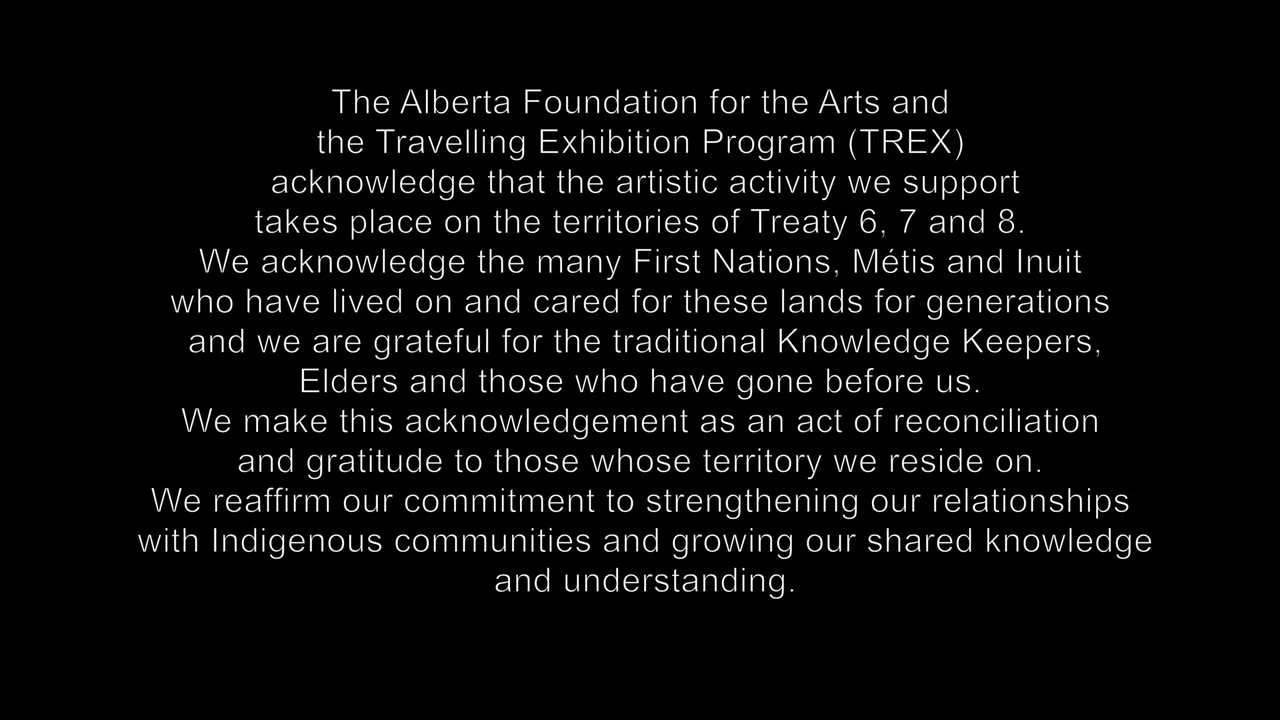 The Alberta Foundation for the Arts and
the Travelling Exhibition Program (TREX)
acknowledge that the artistic activity we support
takes place on the territories of Treaty 6, 7 and 8.
We acknowledge the many First Nations, Métis and Inuit
who have lived on and cared for these lands for generations
and we are grateful for the traditional Knowledge Keepers,
Elders and those who have gone before us.
We make this acknowledgement as an act of reconciliation
and gratitude to those whose territory we reside on.
We reaffirm our commitment to strengthening our relationships
with Indigenous communities and growing our shared knowledge
and understanding.